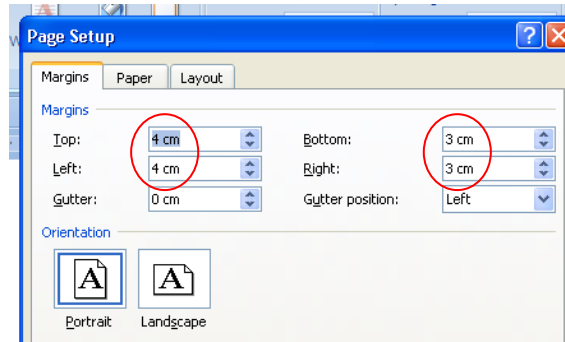 Page Setup
Margins Paper Layout
Margins
Top: 4 cm Bottom: 3 cm
Left: 4 cm Right: 3 cm
Gutter: 0 cm Gutter position: Left
Orientation
A A
Portrait Landscape